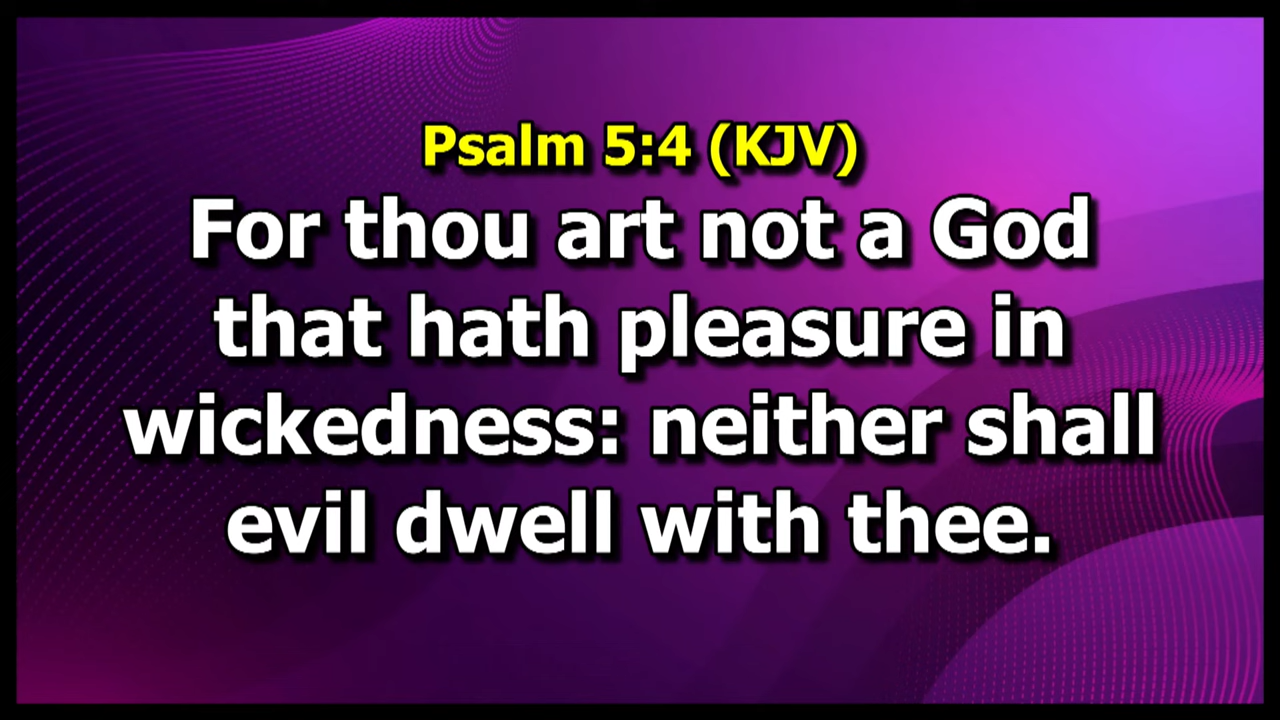 Psalm 5:4 (KJV)
For thou art not a God
that hath pleasure in
wickedness: neither shall
evil dwell with thee.